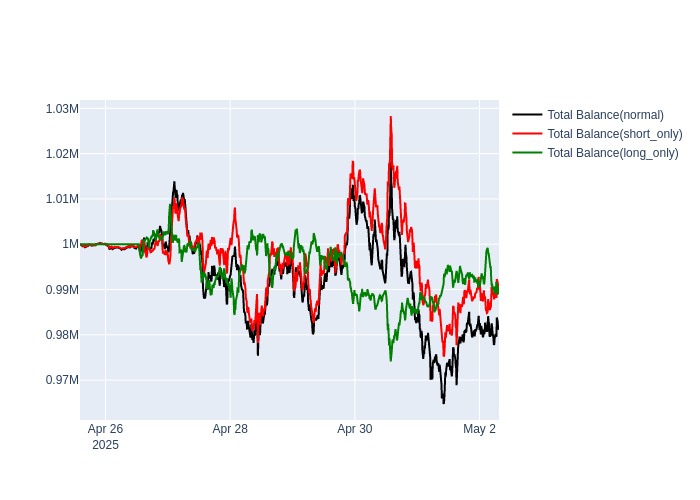 1.03M
1.02M
1.01M
1M
0.99M
0.98M
0.97M
Apr 26
2025
Apr 28
Apr 30
May 2
Total Balance(normal)
Total Balance(short_only)
Total Balance(long_only)